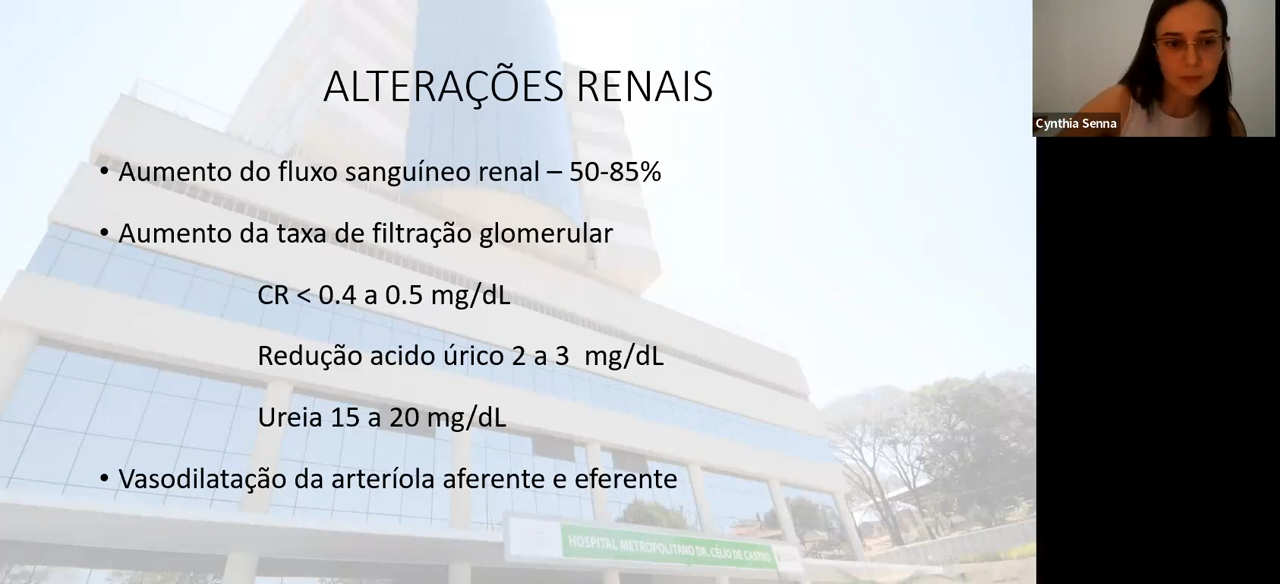 ALTERAÇÕES RENAIS
Cynthia Senna
• Aumento do fluxo sanguíneo renal – 50-85%
• Aumento da taxa de filtração glomerular
CR < 0.4 a 0.5 mg/dL
Redução acido úrico 2 a 3  mg/dL
Ureia 15 a 20 mg/dL
• Vasodilatação da arteríola aferente e eferente
HOSPITAL METROPOLITANO DR. CÉLIO DE CASTRO